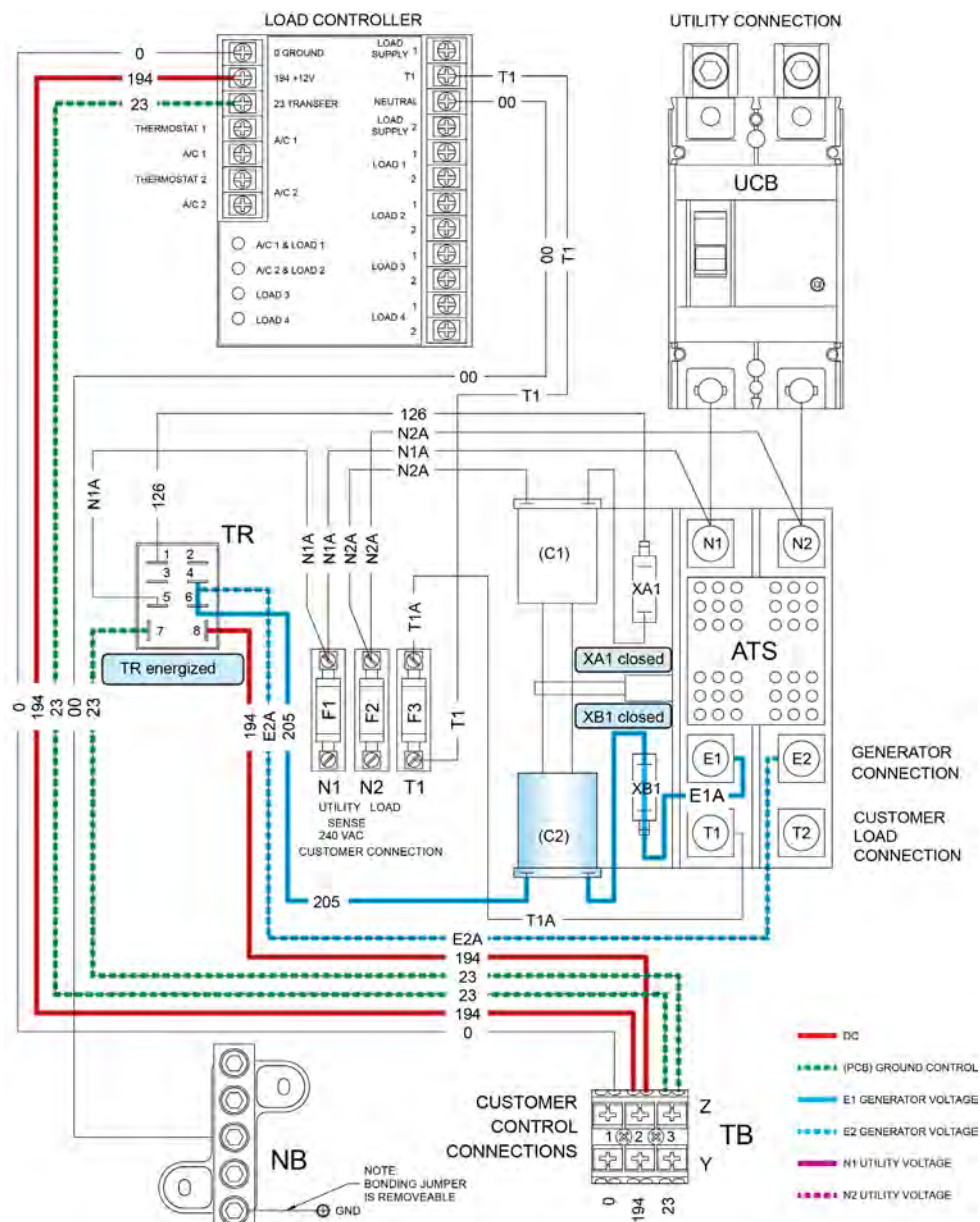 LOAD CONTROLLER
UTILITY CONNECTION
0
194
23
0 GROUND
194 +12V
23 TRANSFER
THERMOSTAT 1
A/C 1
A/C 1
THERMOSTAT 2
A/C 2
A/C 2
LOAD SUPPLY 1
T1
NEUTRAL
LOAD SUPPLY 2
LOAD 1
1
2
LOAD 2
1
2
LOAD 3
1
2
LOAD 4
1
2
A/C 1 & LOAD 1
A/C 2 & LOAD 2
LOAD 3
LOAD 4
T1
00
00
T1
UCB
00
T1
126
N2A
N1A
N2A
N1A
126
TR
1 2
3 4
5 6
7 8
TR energized
N1A
N1A
N2A
N2A
T1A
(C1)
XA1
N1
N2
ATS
XA1 closed
XB1 closed
0
194
23
00
23
194
E2A
205
F1
F2
F3
T1
N1
N2
T1
UTILITY LOAD
SENSE
240 VAC
CUSTOMER CONNECTION
(C2)
XB1
E1A
E1
E2
T1
T2
GENERATOR
CONNECTION
CUSTOMER
LOAD
CONNECTION
205
T1A
E2A
194
23
23
194
0
NB
NOTE:
BONDING JUMPER
IS REMOVEABLE
GND
CUSTOMER
CONTROL
CONNECTIONS
1 2 3
Z
TB
Y
0
194
23
DC
(PCB) GROUND CONTROL
E1 GENERATOR VOLTAGE
E2 GENERATOR VOLTAGE
N1 UTILITY VOLTAGE
N2 UTILITY VOLTAGE